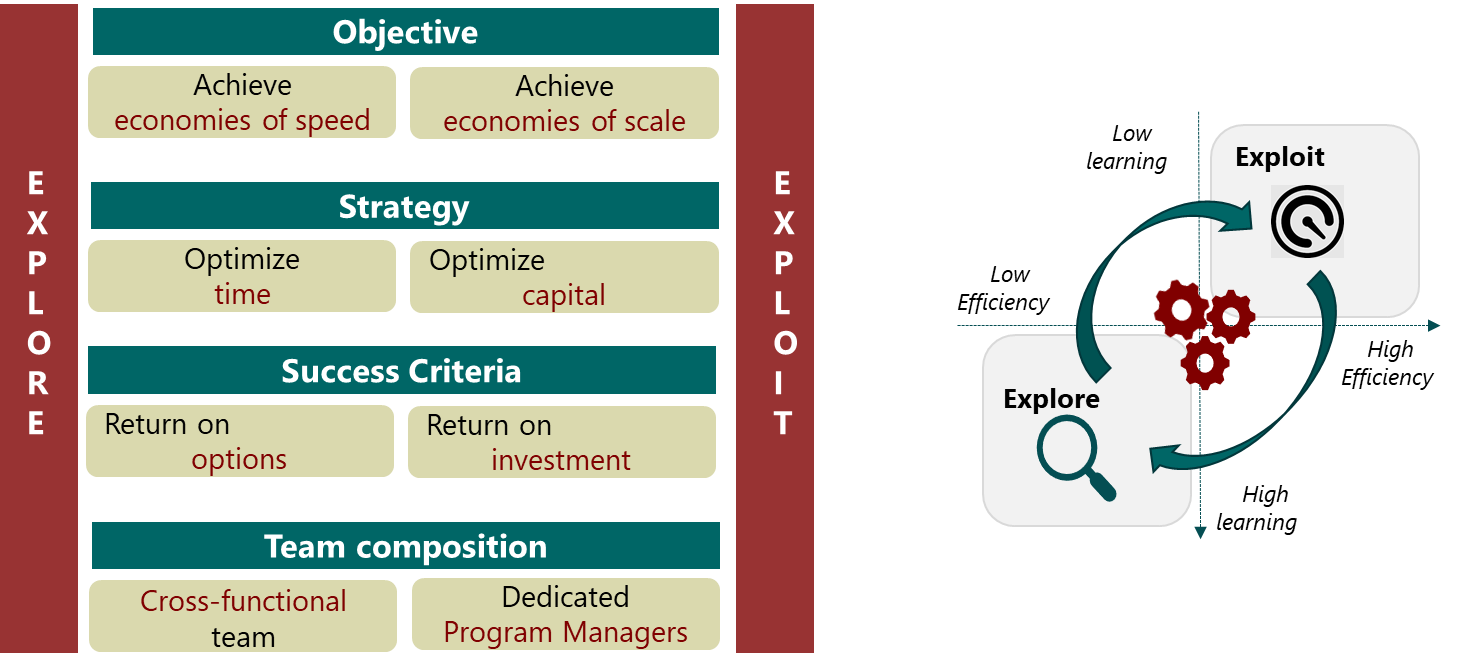 EXPLORE
Objective
Achieve
economies of speed
Achieve
economies of scale
Strategy
Optimize
time
Optimize
capital
Success Criteria
Return on
options
Return on
investment
Team composition
Cross-functional
team
Dedicated
Program Managers
EXPLOIT
Low
learning
Exploit
Low
Efficiency
High
Efficiency
Explore
High
learning